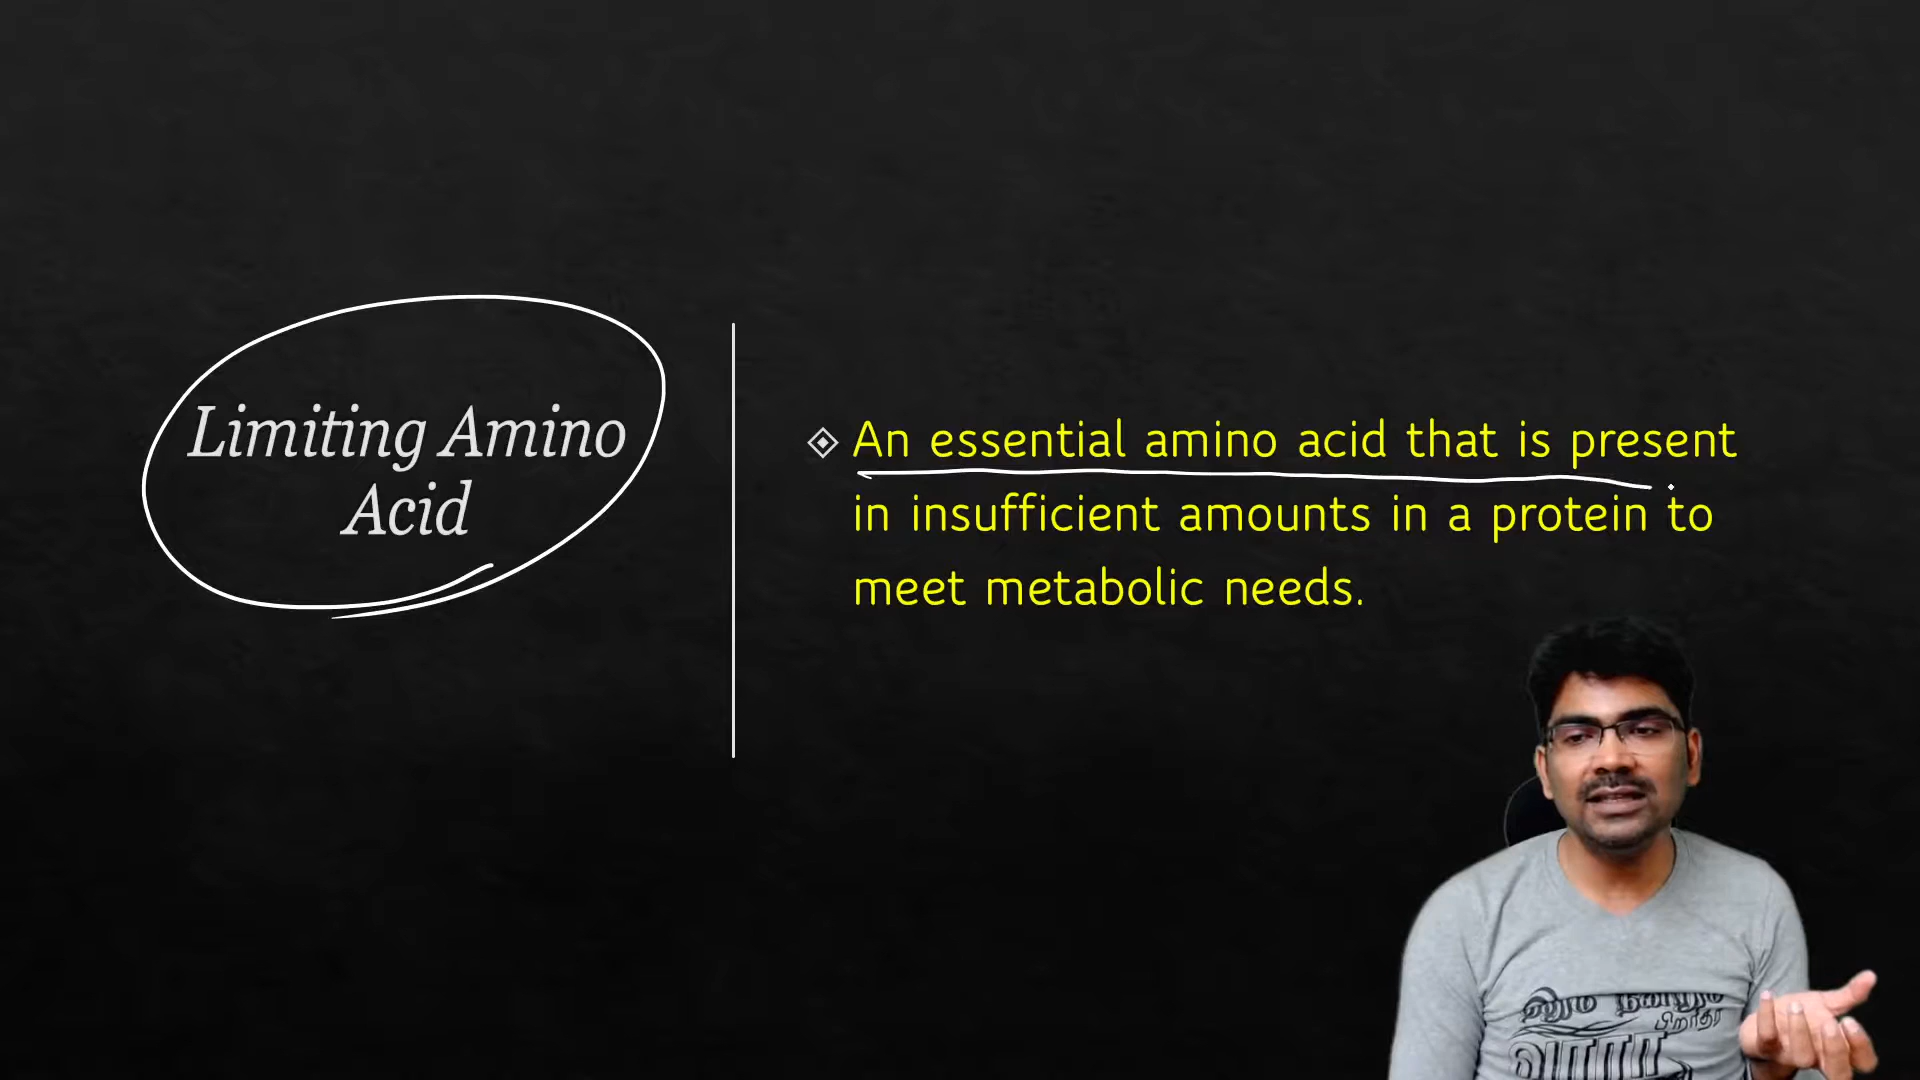 Limiting Amino
Acid
An essential amino acid that is present
in insufficient amounts in a protein to
meet metabolic needs.